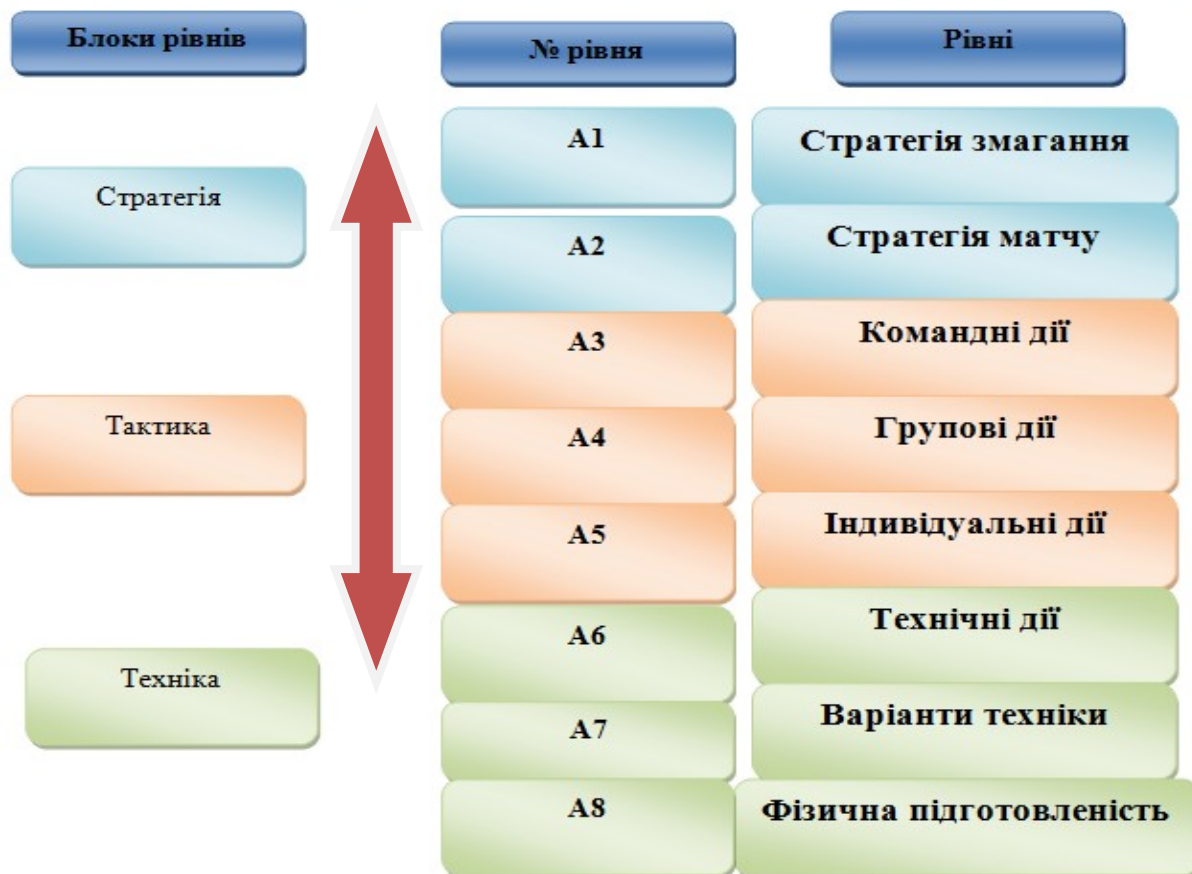 Блоки рівнів
№ рівня
Рівні
А1
Стратегія змагання
Стратегія
А2
Стратегія матчу
А3
Командні дії
Тактика
А4
Групові дії
А5
Індивідуальні дії
А6
Технічні дії
Техніка
А7
Варіанти техніки
А8
Фізична підготовленість